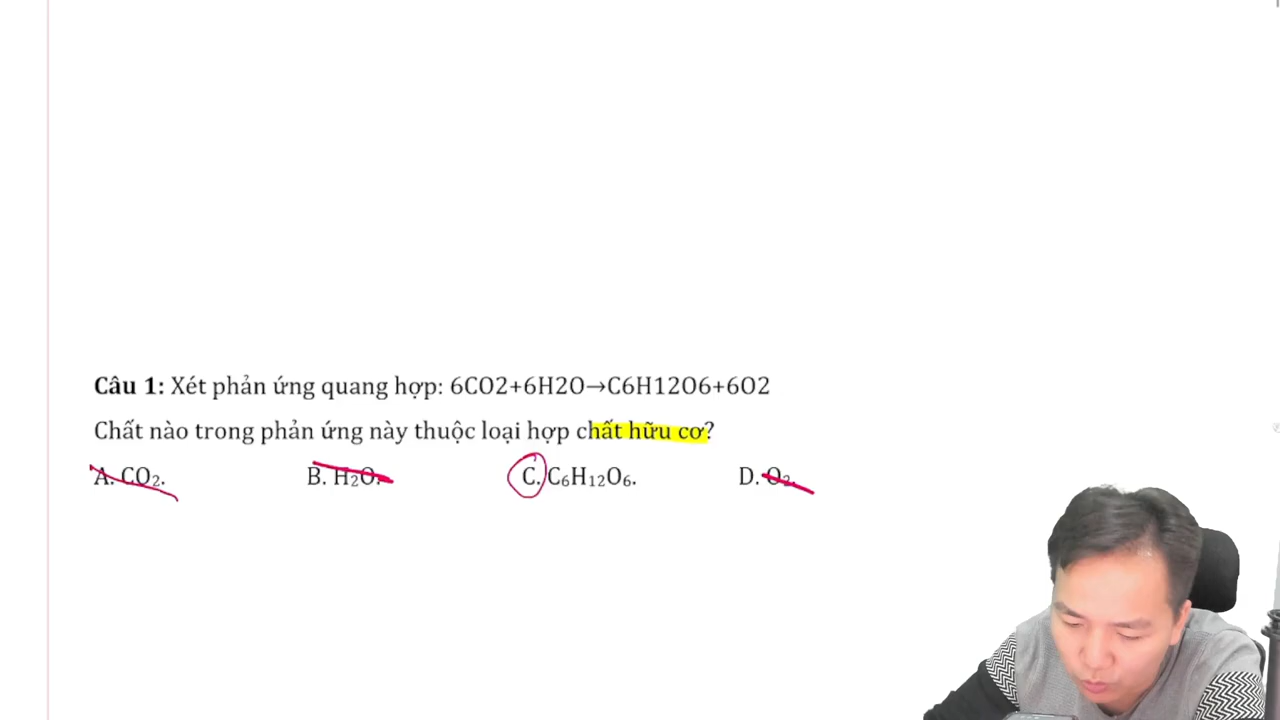 Câu 1: Xét phản ứng quang hợp: 6CO2+6H2O→C6H12O6+6O2
Chất nào trong phản ứng này thuộc loại hợp chất hữu cơ?
A. CO₂. B. H₂O. C. C₆H₁₂O₆. D. O₂.